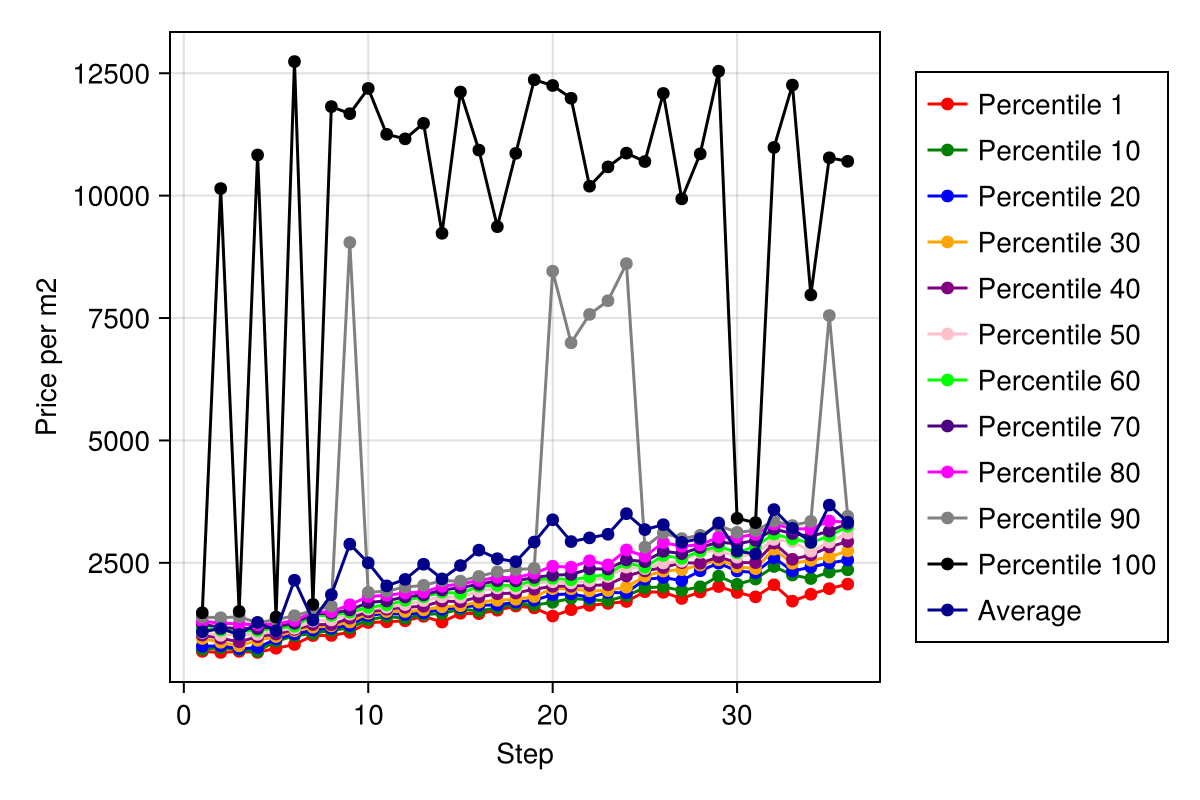 12500
10000
7500
5000
2500
Price per m2
0 10 20 30
Step
Percentile 1
Percentile 10
Percentile 20
Percentile 30
Percentile 40
Percentile 50
Percentile 60
Percentile 70
Percentile 80
Percentile 90
Percentile 100
Average